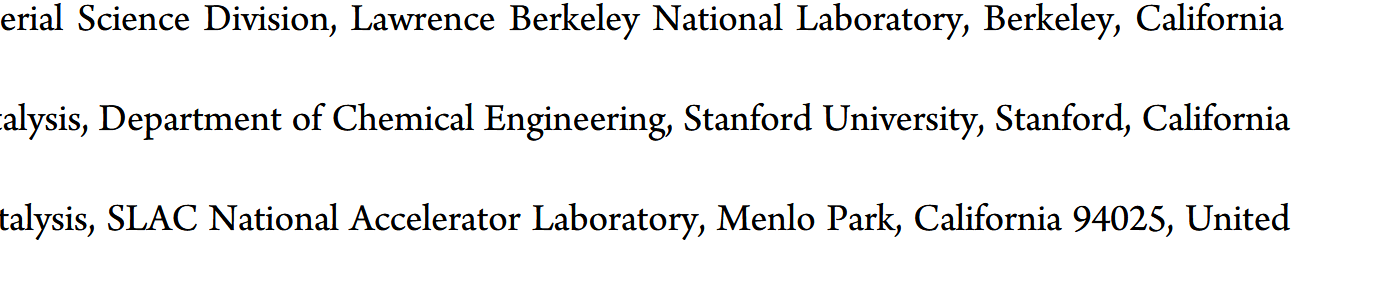 erial Science Division, Lawrence Berkeley National Laboratory, Berkeley, California
talysis, Department of Chemical Engineering, Stanford University, Stanford, California
talysis, SLAC National Accelerator Laboratory, Menlo Park, California 94025, United